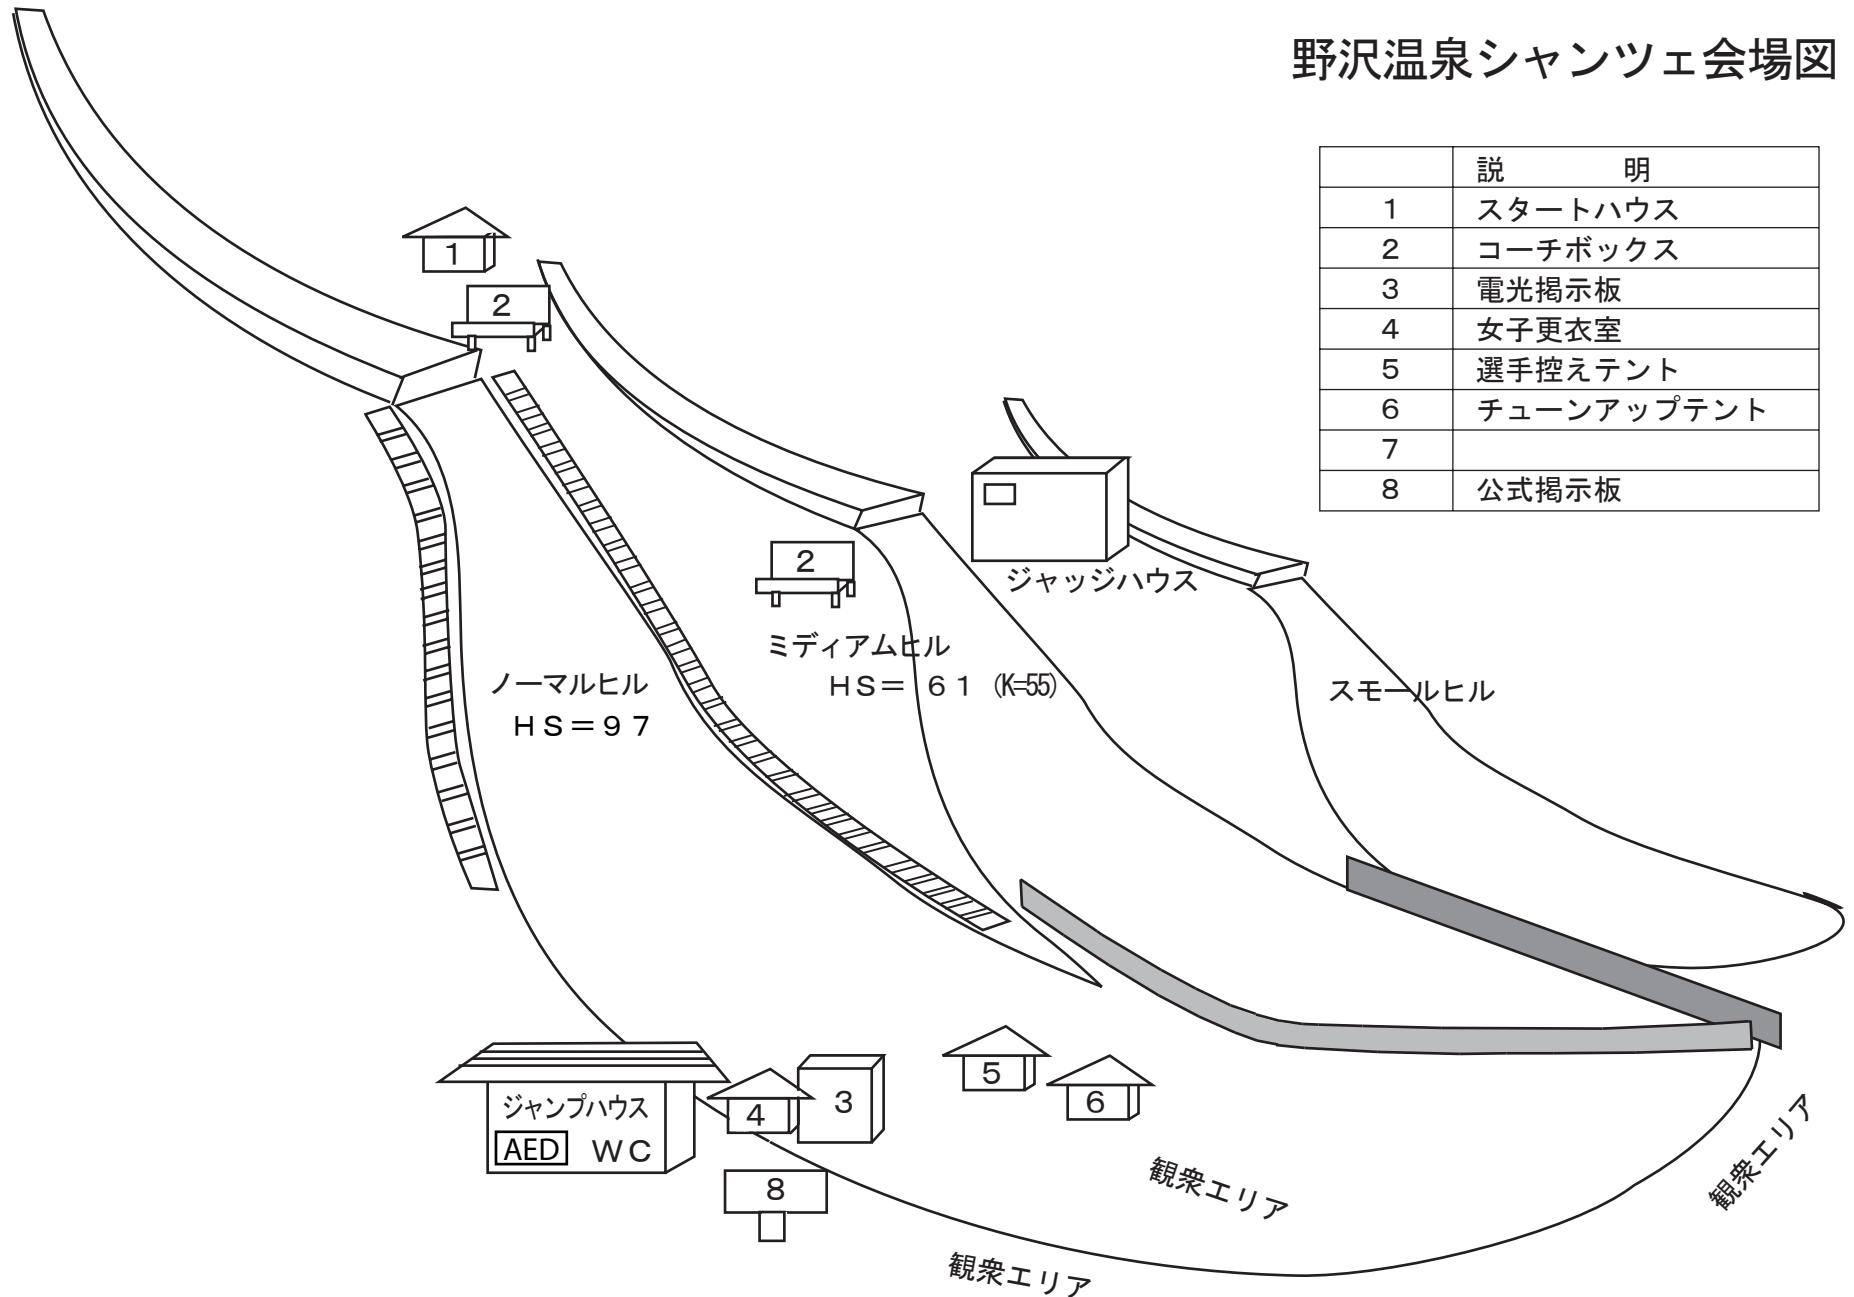 野沢温泉シャンツェ会場図
説 明
1 スタートハウス
2 コーチボックス
3 電光掲示板
4 女子更衣室
5 選手控えテント
6 チューンアップテント
7
8 公式掲示板
1
2
2
ジャッジハウス
ミディアムヒル
HS=61(K=55)
ノーマルヒル
HS=97
スモールヒル
5
6
ジャンプハウス
AED WC
4
3
8
観衆エリア
観衆エリア
観衆エリア